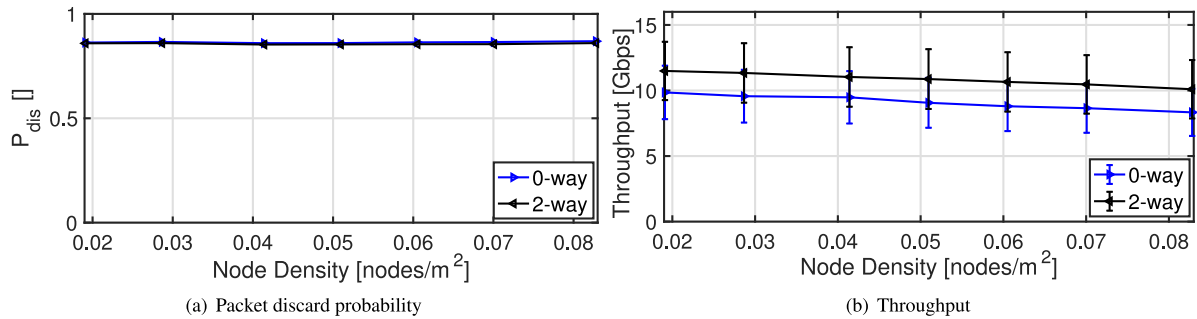 1
0.5
0
P_dis []
0-way
2-way
0.02 0.03 0.04 0.05 0.06 0.07 0.08
Node Density [nodes/m^2]
(a) Packet discard probability
15
10
5
0
Throughput [Gbps]
0-way
2-way
0.02 0.03 0.04 0.05 0.06 0.07 0.08
Node Density [nodes/m^2]
(b) Throughput